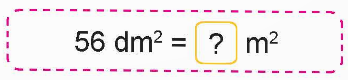 56 dm² = ? m²